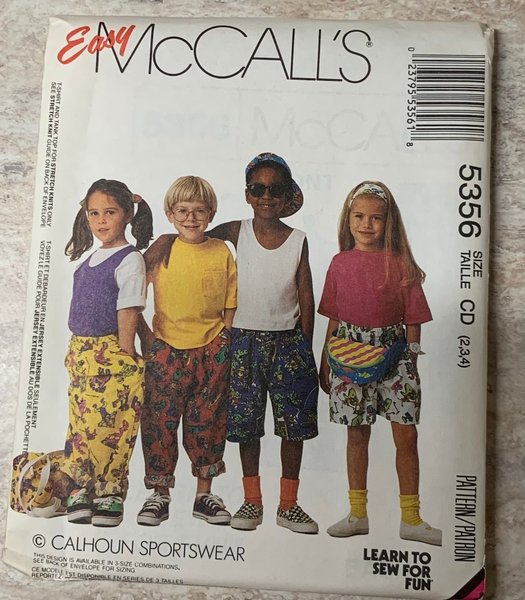 Easy
McCALL'S®
0 23795 53561 8
5356 SIZE TAILLE CD (2,3,4)
PATTERN/PATRON
T-SHIRT AND TANK TOP FOR STRETCH KNITS ONLY
SEE STRETCH KNIT GUIDE ON BACK OF ENVELOPE
T-SHIRT ET DÉBARDEUR EN JERSEY EXTENSIBLE SEULEMENT
VOYEZ LE GUIDE POUR JERSEY EXTENSIBLE AU DOS DE LA POCHETTE
© CALHOUN SPORTSWEAR
THIS DESIGN IS AVAILABLE IN 3-SIZE COMBINATIONS.
SEE BACK OF ENVELOPE FOR SIZING.
CE MODÈLE EST DISPONIBLE EN SÉRIES DE 3 TAILLES
REPORTEZ
LEARN TO
SEW FOR
FUN